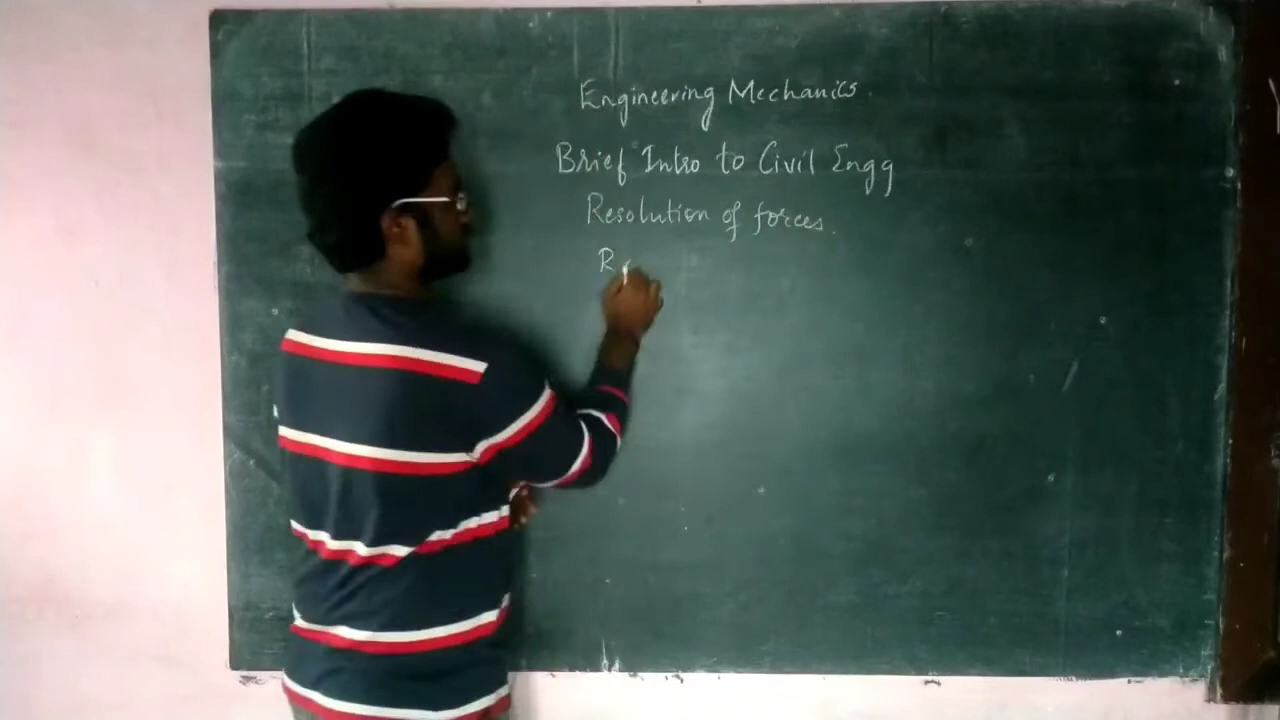 Engineering Mechanics.
Brief Intro to Civil Engg
Resolution of forces.
R